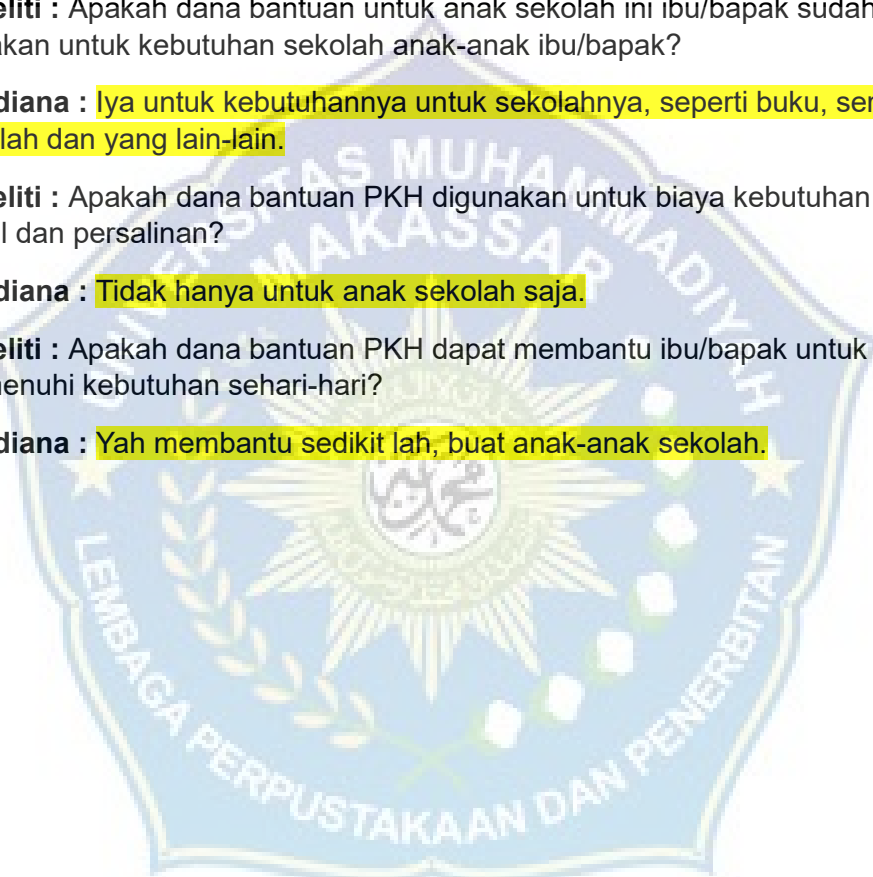 eliti : Apakah dana bantuan untuk anak sekolah ini ibu/bapak sudah
akan untuk kebutuhan sekolah anak-anak ibu/bapak?
diana : Iya untuk kebutuhannya untuk sekolahnya, seperti buku, ser
lah dan yang lain-lain.
eliti : Apakah dana bantuan PKH digunakan untuk biaya kebutuhan
l dan persalinan?
diana : Tidak hanya untuk anak sekolah saja.
eliti : Apakah dana bantuan PKH dapat membantu ibu/bapak untuk
enuhi kebutuhan sehari-hari?
diana : Yah membantu sedikit lah, buat anak-anak sekolah.
UNIVERSITAS MUHAMMADIYAH
MAKASSAR
LEMBAGA PERPUSTAKAAN DAN PENERBITAN